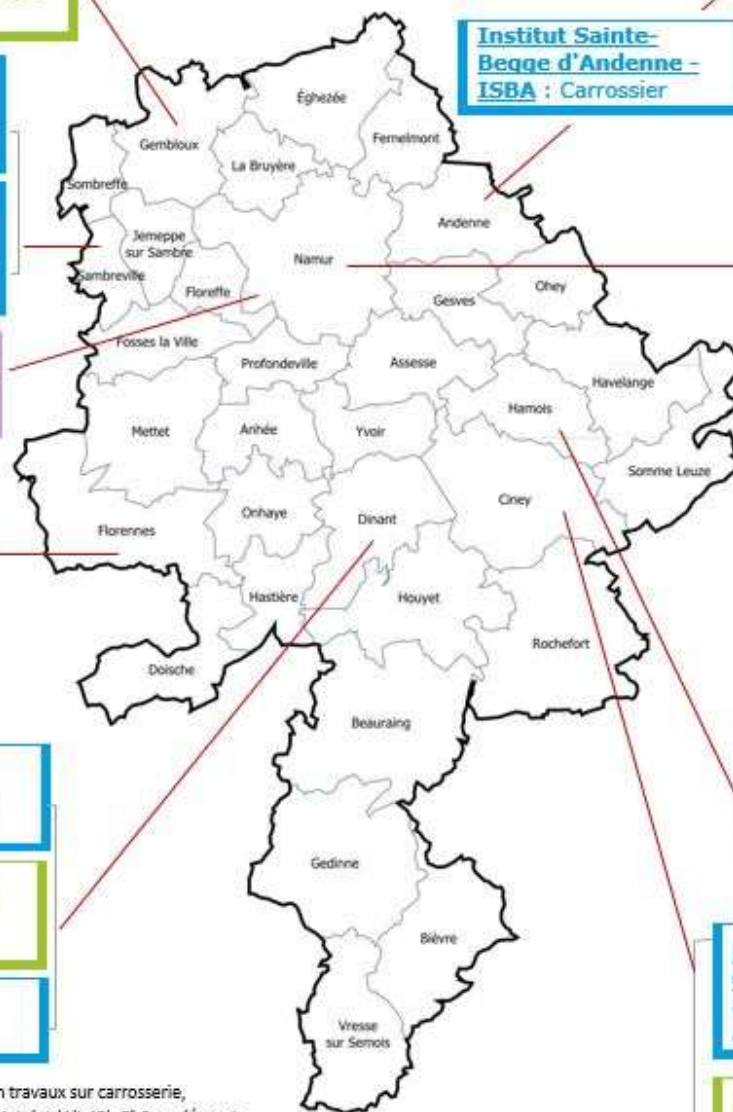 Institut Sainte-
Begge d'Andenne -
ISBA : Carrossier
Éghezée
Gembloux
Fernelmont
La Bruyère
Sombreffe
Andenne
Jemeppe
sur Sambre
Namur
Sambreville
Floreffe
Ohey
Gesves
Fosses la Ville
Profondeville
Assesse
Havelange
Hamois
Mettet
Anhée
Yvoir
Somme Leuze
Ciney
Onhaye
Dinant
Florennes
Hastière
Houyet
Rochefort
Doische
Beauraing
Gedinne
Bièvre
Vresse
sur Semois
travaux sur carrosserie,